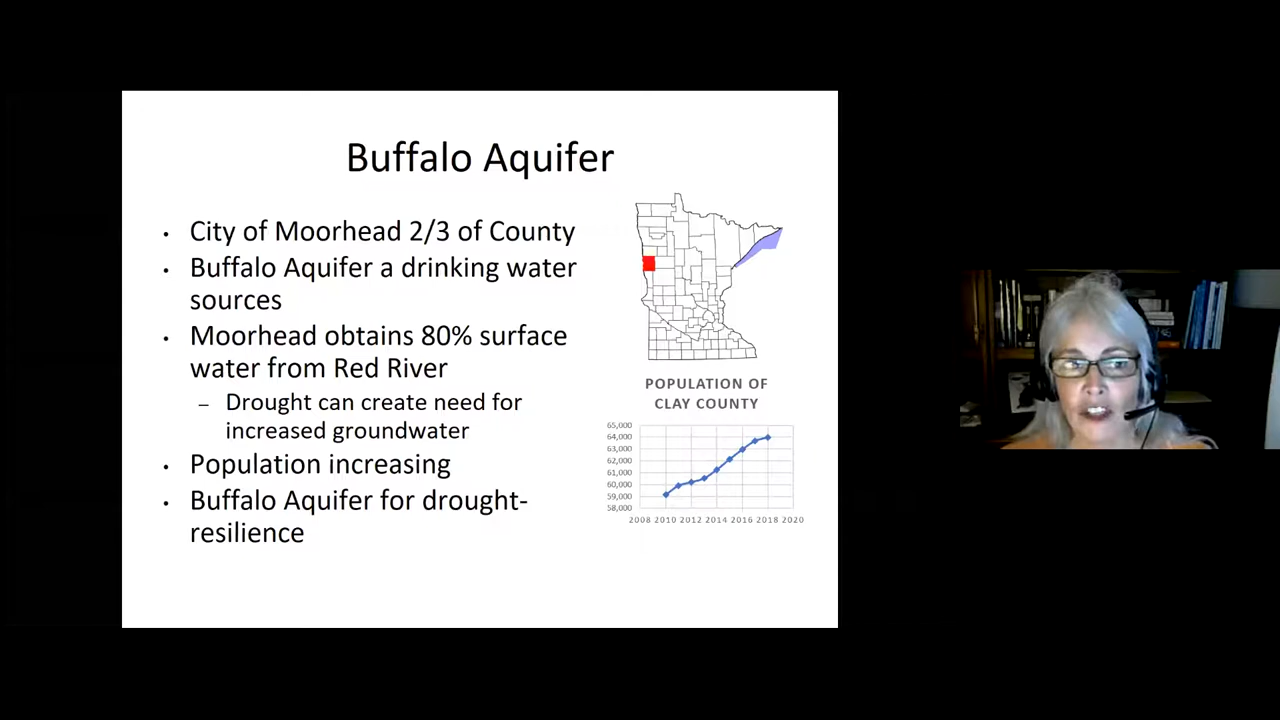 Buffalo Aquifer
• City of Moorhead 2/3 of County
• Buffalo Aquifer a drinking water
sources
• Moorhead obtains 80% surface
water from Red River
– Drought can create need for
increased groundwater
• Population increasing
• Buffalo Aquifer for drought-
resilience
POPULATION OF
CLAY COUNTY
65,000
64,000
63,000
62,000
61,000
60,000
59,000
58,000
2008 2010 2012 2014 2016 2018 2020